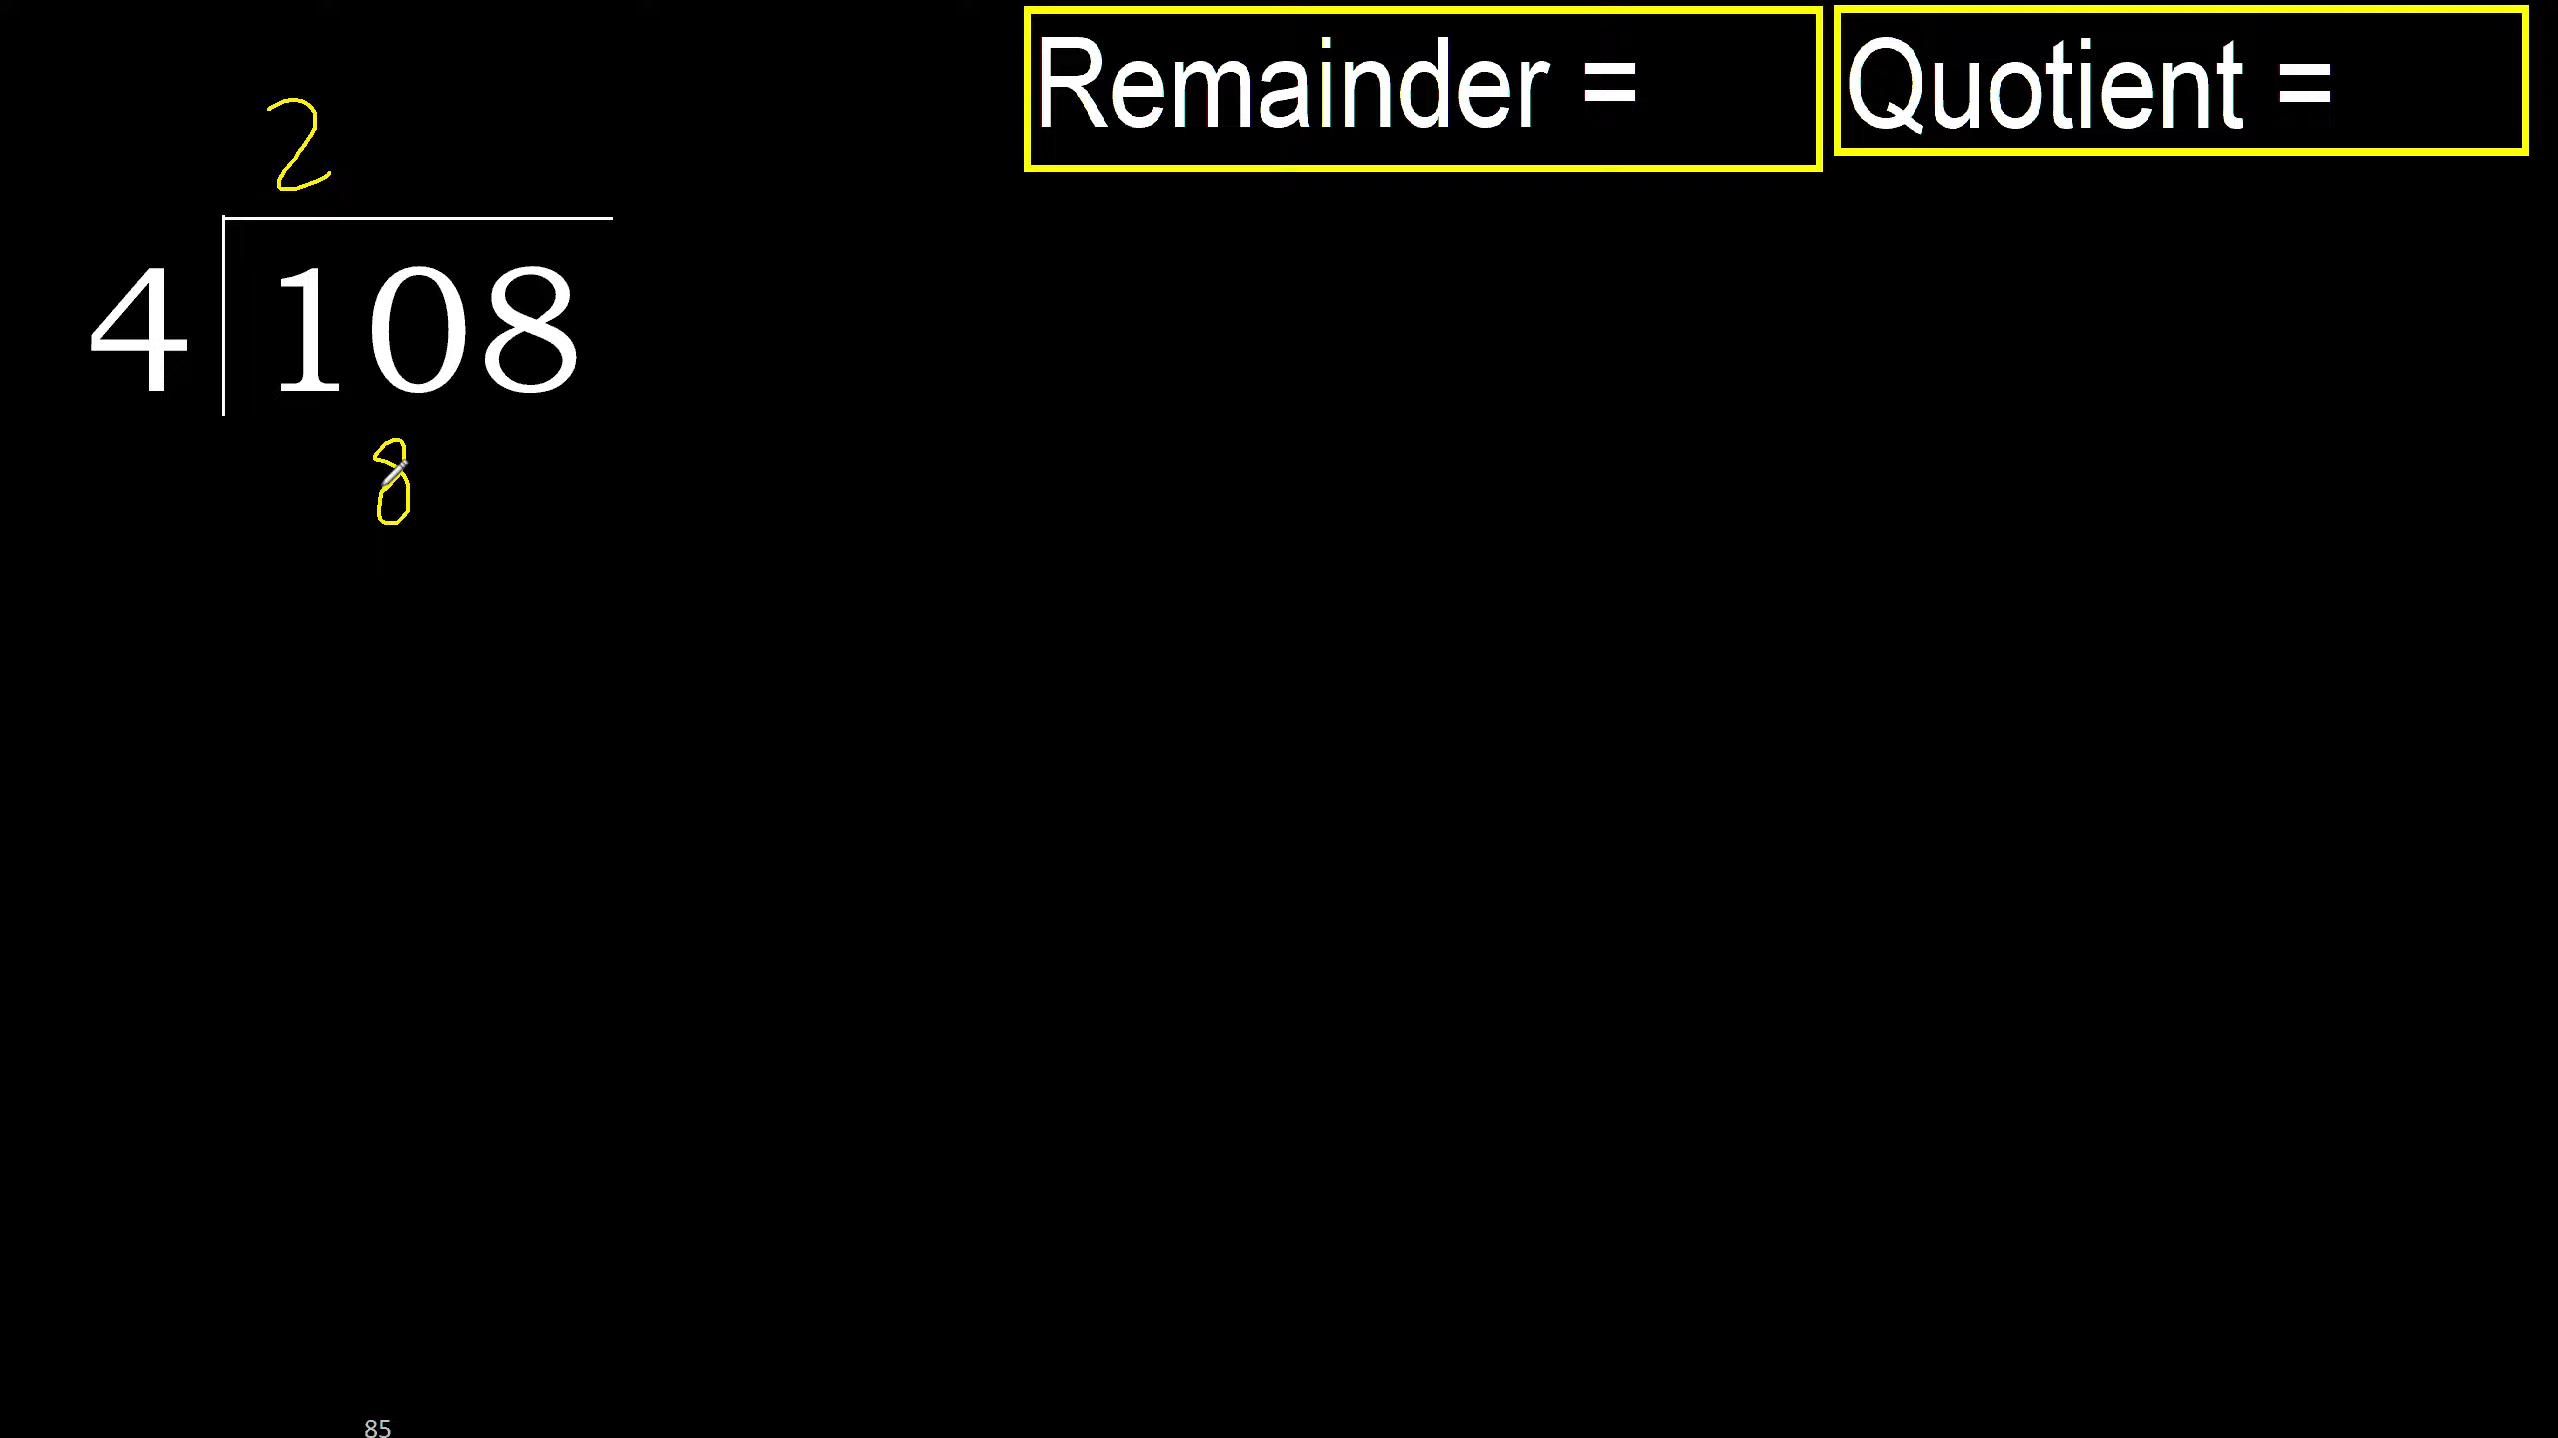 Remainder =
Quotient =
2
4 108
8
85